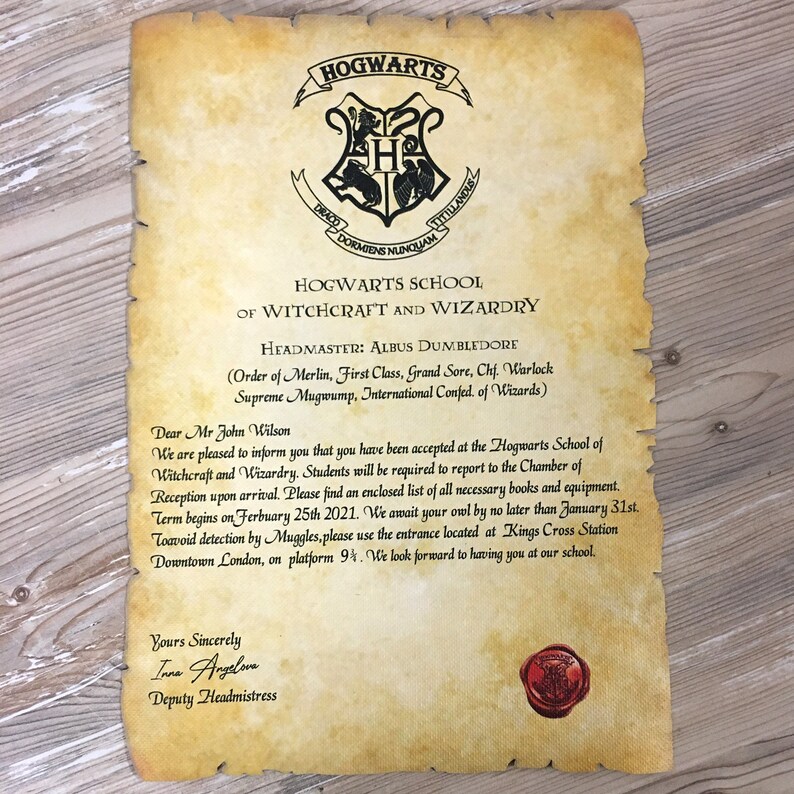 HOGWARTS
H
DRACO DORMIENS NUNQUAM TITILLANDUS
HOGWARTS SCHOOL
OF WITCHCRAFT AND WIZARDRY
HEADMASTER: ALBUS DUMBLEDORE
(Order of Merlin, First Class, Grand Sore, Chf. Warlock
Supreme Mugwump, International Confed. of Wizards)
Dear Mr John Wilson
We are pleased to inform you that you have been accepted at the Hogwarts School of
Witchcraft and Wizardry. Students will be required to report to the Chamber of
Reception upon arrival. Please find an enclosed list of all necessary books and equipment.
Term begins on Ferbuary 25th 2021. We await your owl by no later than January 31st.
Toavoid detection by Muggles,please use the entrance located at Kings Cross Station
Downtown London, on platform 9¾. We look forward to having you at our school.
Yours Sincerely
Inna Angelova
Deputy Headmistress
HOGWARTS